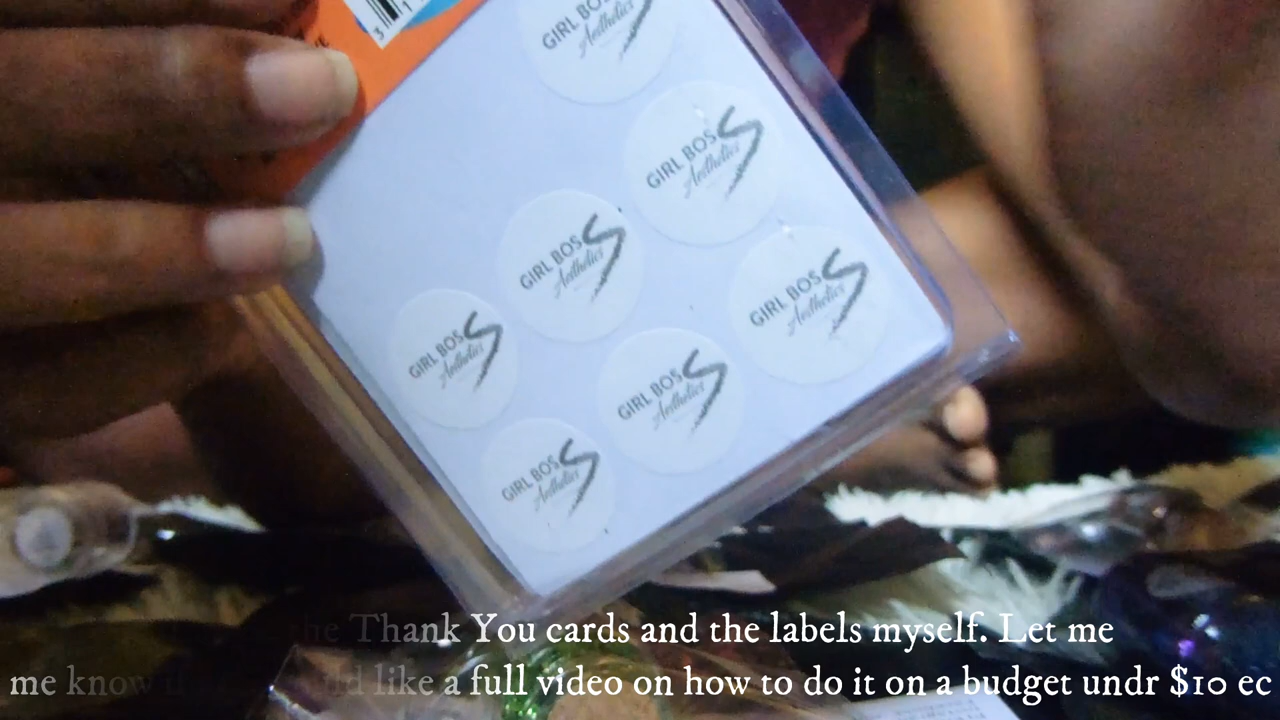 GIRL BOSS
Aesthetics
GIRL BOSS
Aesthetics
GIRL BOSS
Aesthetics
GIRL BOSS
Aesthetics
GIRL BOSS
Aesthetics
GIRL BOSS
Aesthetics
GIRL BOSS
Aesthetics
he Thank You cards and the labels myself. Let me
me know like a full video on how to do it on a budget undr $10 ec